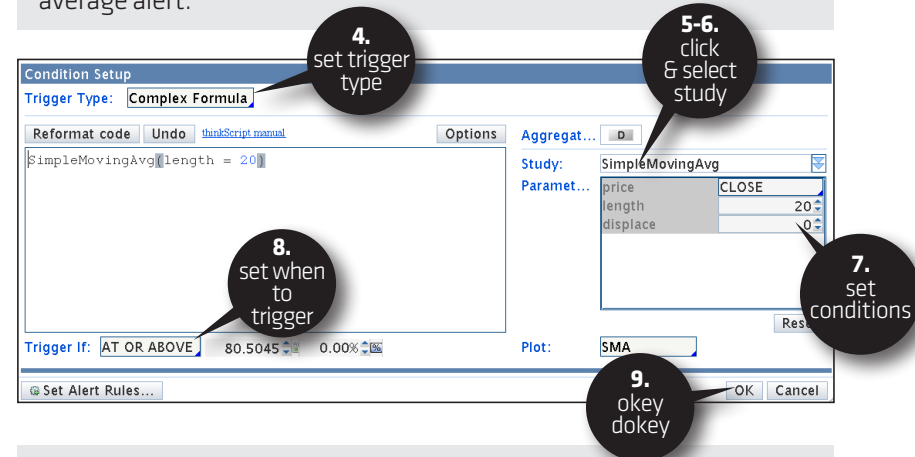 average alert.
4.
set trigger
type
5-6.
click
& select
study
Condition Setup
Trigger Type: Complex Formula
Reformat code Undo thinkScript manual Options Aggregat... D
SimpleMovingAvg(length = 20)
Study: SimpleMovingAvg
Paramet... price CLOSE
length 20
displace 0
7.
set
conditions
8.
set when
to
trigger
Trigger If: AT OR ABOVE 80.5045 0.00% Plot: SMA
9.
okey
dokey
Set Alert Rules... OK Cancel